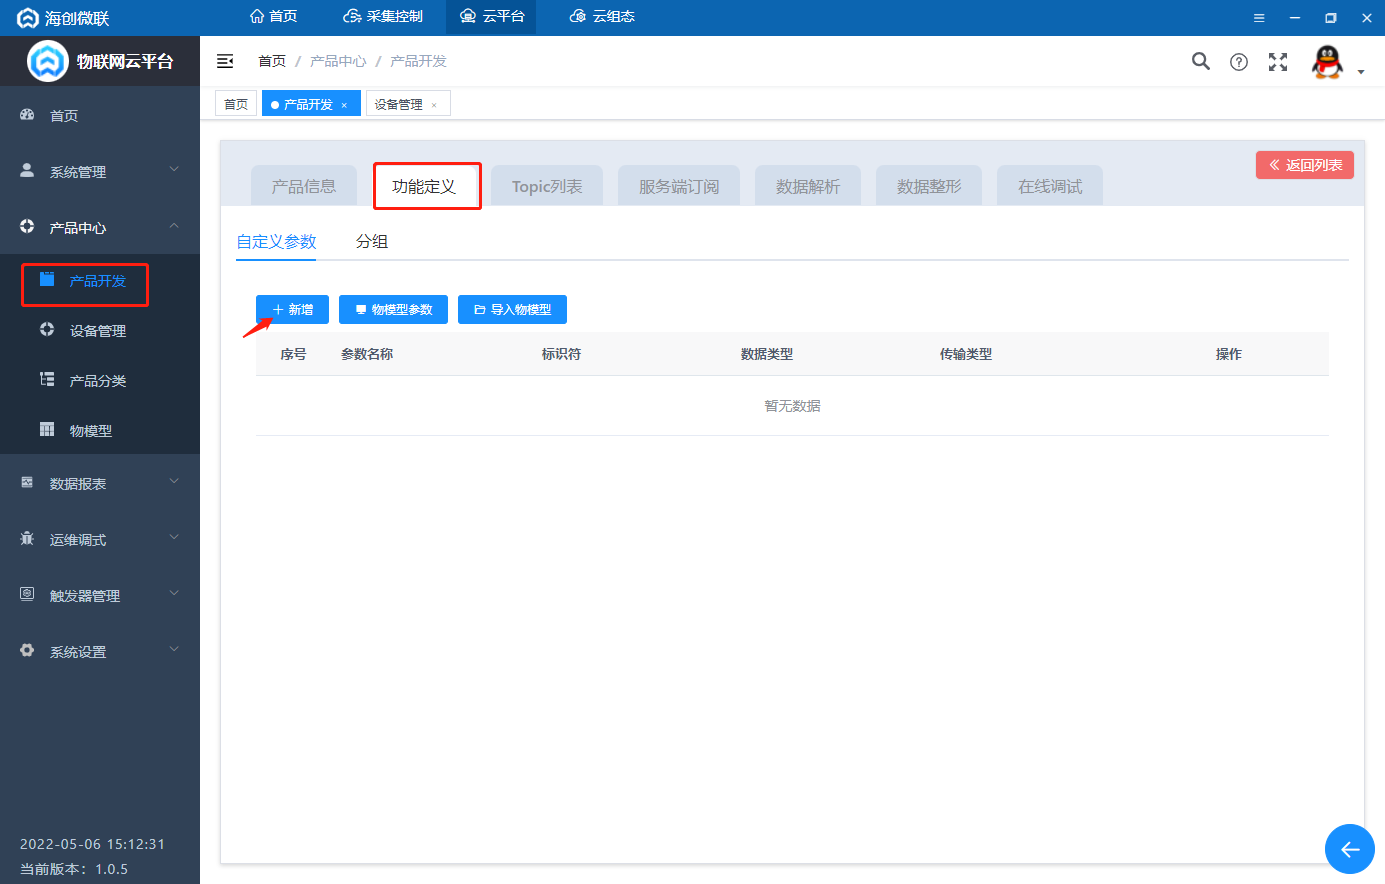 海创微联
首页
采集控制
云平台
云组态
物联网云平台
首页 / 产品中心 / 产品开发
首页
产品开发 ×
设备管理 ×
首页
系统管理
产品中心
产品开发
设备管理
产品分类
物模型
数据报表
运维调式
触发器管理
系统设置
2022-05-06 15:12:31
当前版本：1.0.5
产品信息
功能定义
Topic列表
服务端订阅
数据解析
数据整形
在线调试
返回列表
自定义参数
分组
新增
物模型参数
导入物模型
序号 参数名称 标识符 数据类型 传输类型 操作
暂无数据